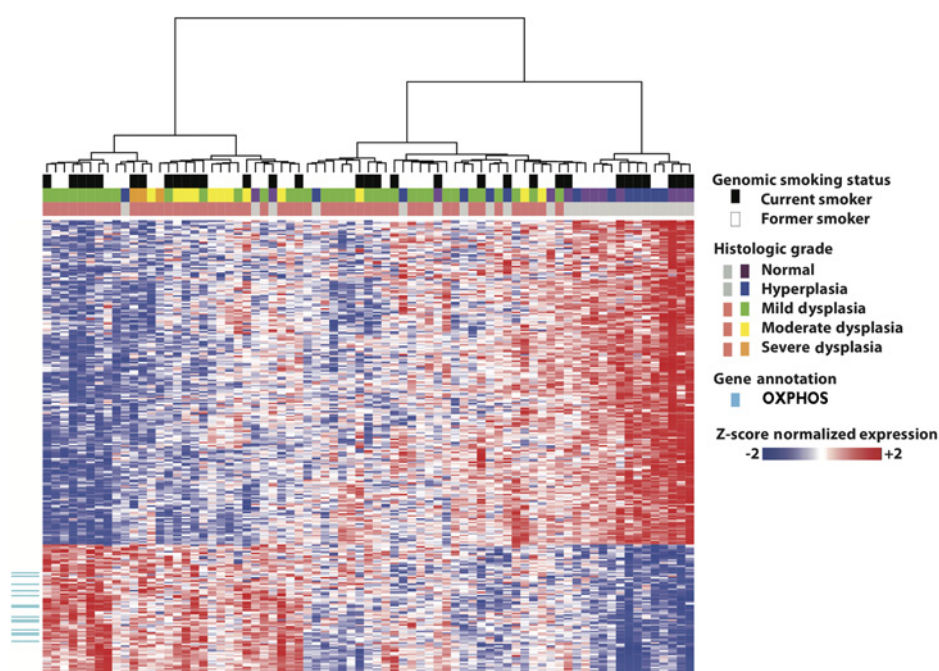 Genomic smoking status
Current smoker
Former smoker
Histologic grade
Normal
Hyperplasia
Mild dysplasia
Moderate dysplasia
Severe dysplasia
Gene annotation
OXPHOS
Z-score normalized expression
-2 +2